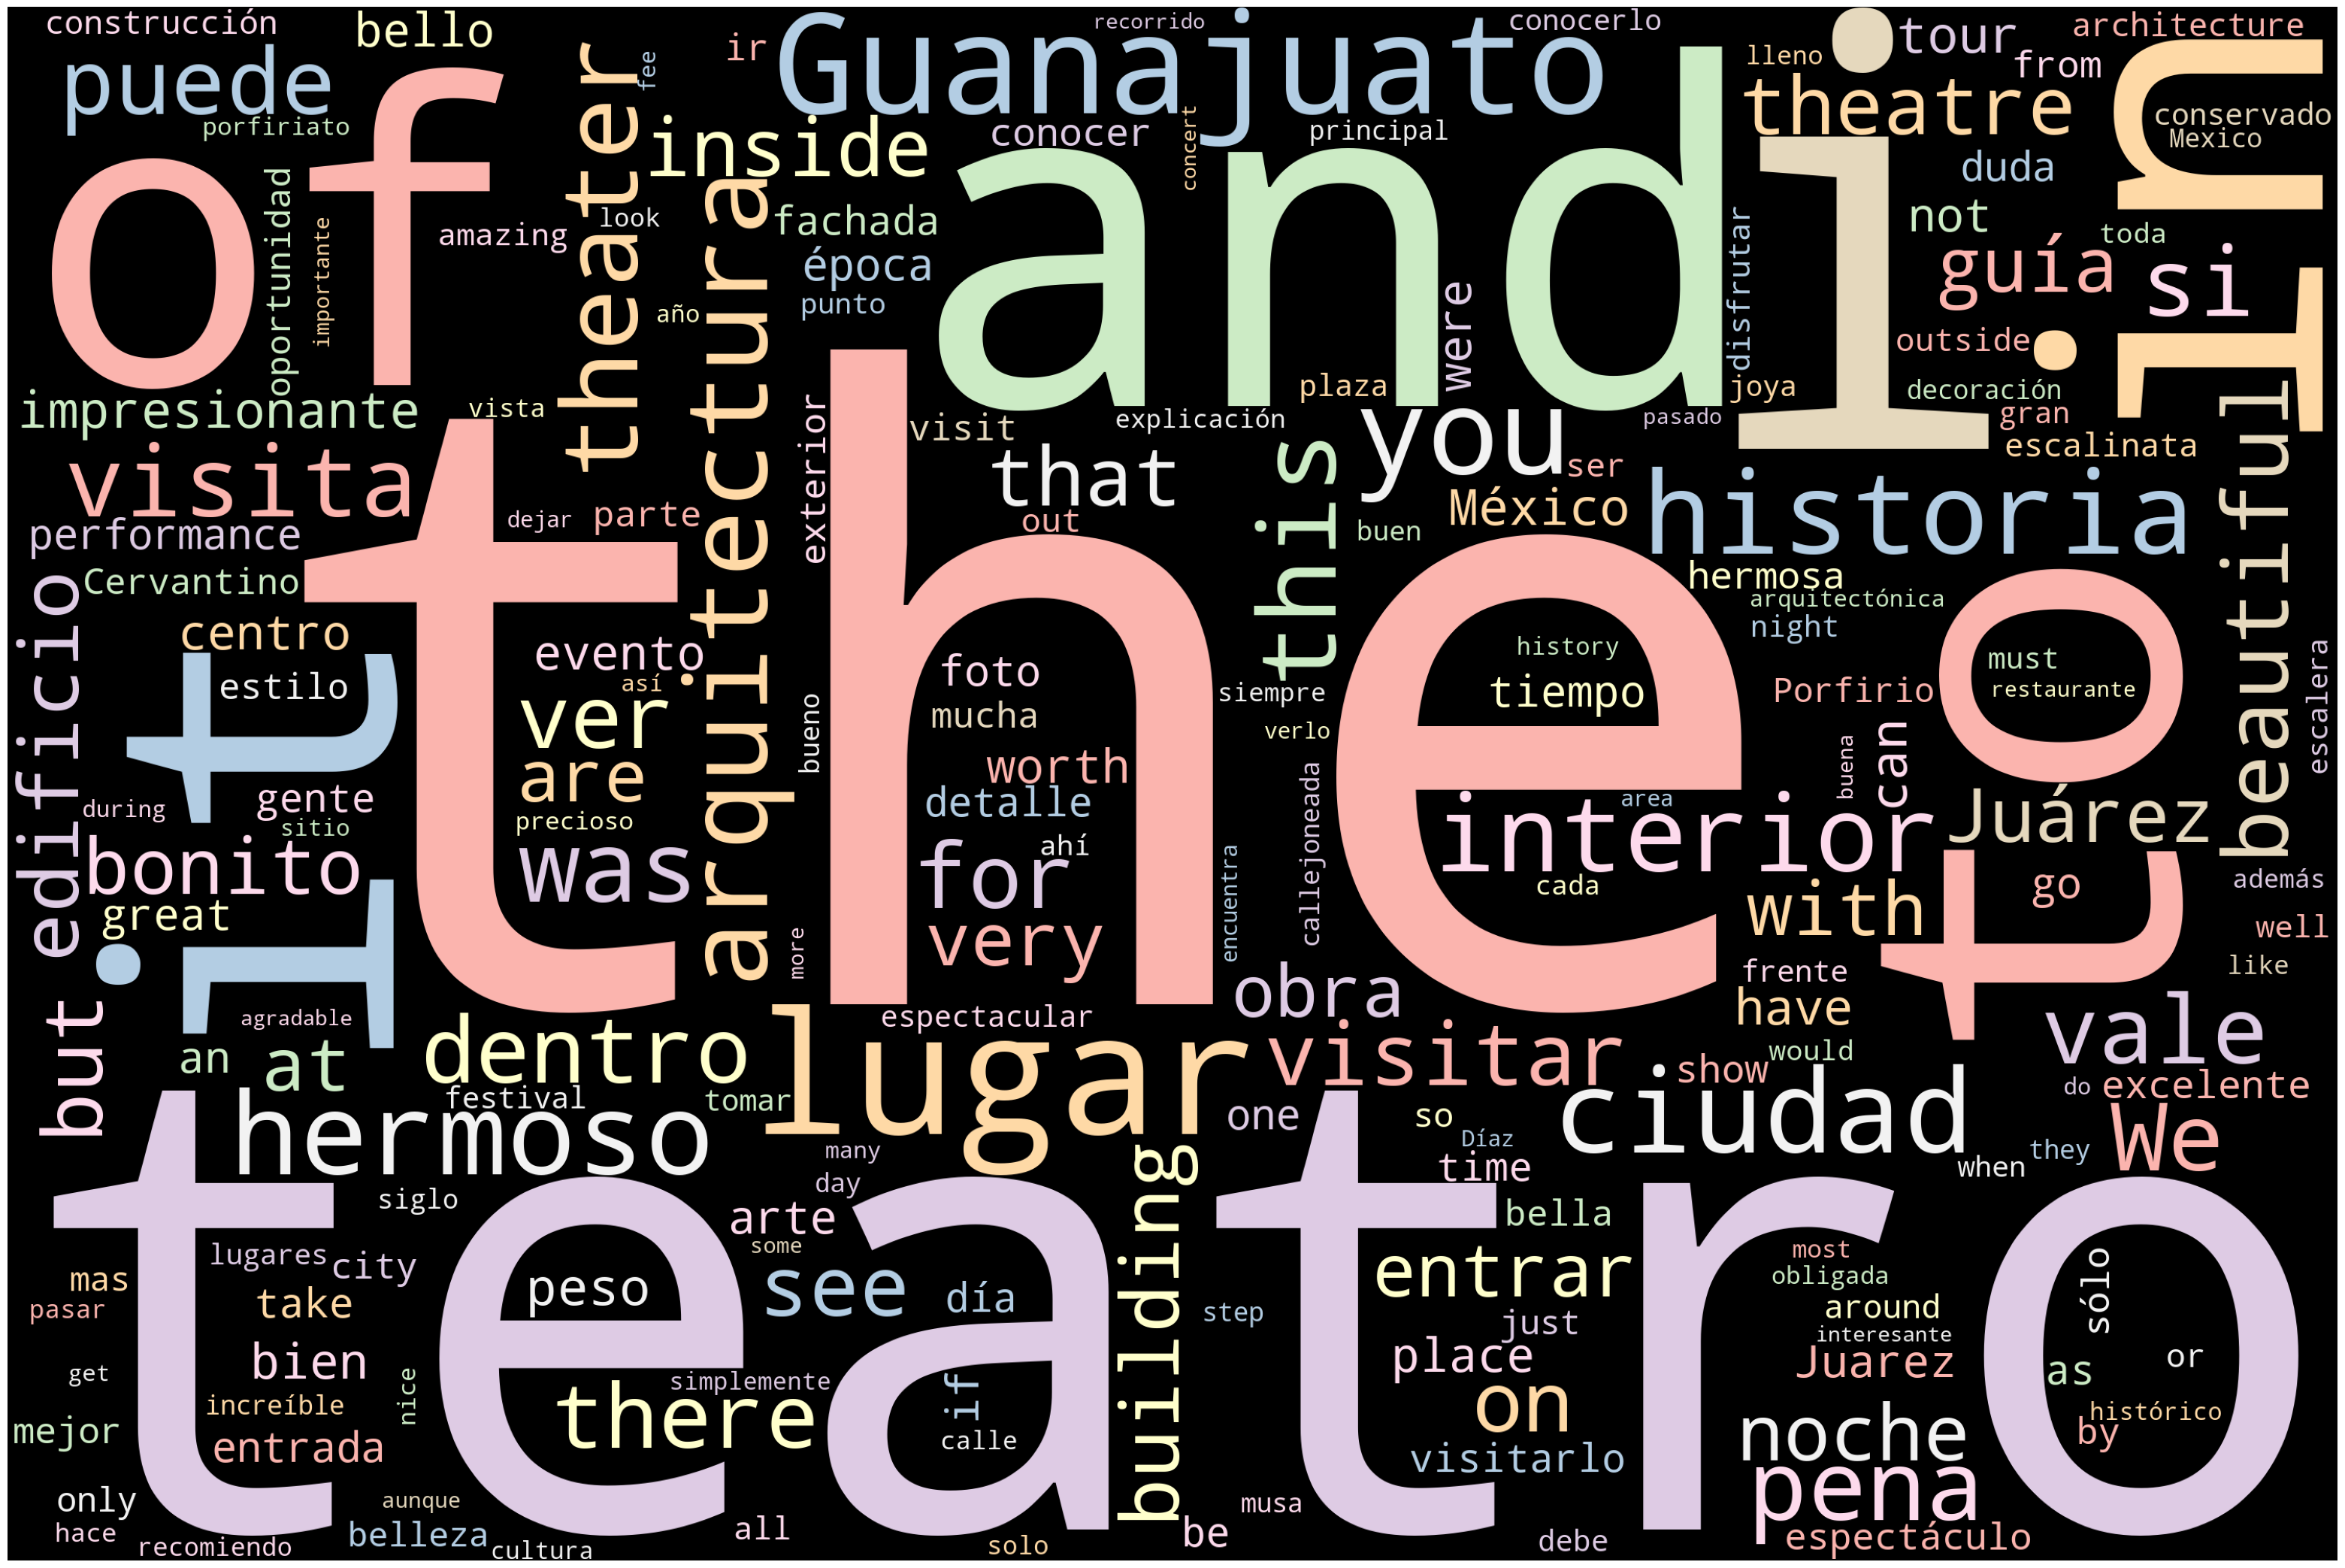 construcción
bello
recorrido
conocerlo
tour
architecture
puede
ir
Guanajuato
lleno
from
in
fee
theatre
conservado
porfiriato
of
theater
inside
conocer
concert
principal
and
i
México
Mexico
duda
oportunidad
importante
amazing
look
fachada
época
punto
año
were
disfrutar
not
toda
guía
si
outside
impresionante
vista
arquitectura
plaza
joya
decoración
gran
escalinata
visita
exterior
visit
explicación
you
pasado
that
this
ser
historia
beautiful
performance
dejar
parte
out
buen
Cervantino
the
hermosa
arquitectónica
night
centro
edificio
it
estilo
evento
así
foto
mucha
siempre
verlo
history
tiempo
Porfirio
must
restaurante
to
escalera
ver
are
bueno
worth
detalle
ahí
callejoneada
interior
area
buena
can
Juárez
during
gente
sitio
precioso
bonito
great
was
for
very
encuentra
cada
with
go
además
well
like
more
but
agradable
an
at
dentro
espectacular
obra
frente
have
would
vale
lugar
visitar
show
do
excelente
festival
tomar
hermoso
one
so
Díaz
time
ciudad
when
they
We
siglo
many
day
building
arte
some
bella
teatro
lugares
city
mas
pasar
take
peso
see
día
step
entrar
just
most
obligada
around
interesante
sólo
or
get
bien
increíble
nice
simplemente
there
if
calle
place
on
Juarez
as
histórico
by
mejor
entrada
visitarlo
noche
pena
only
hace
aunque
belleza
recomiendo
cultura
all
solo
musa
be
debe
espectáculo